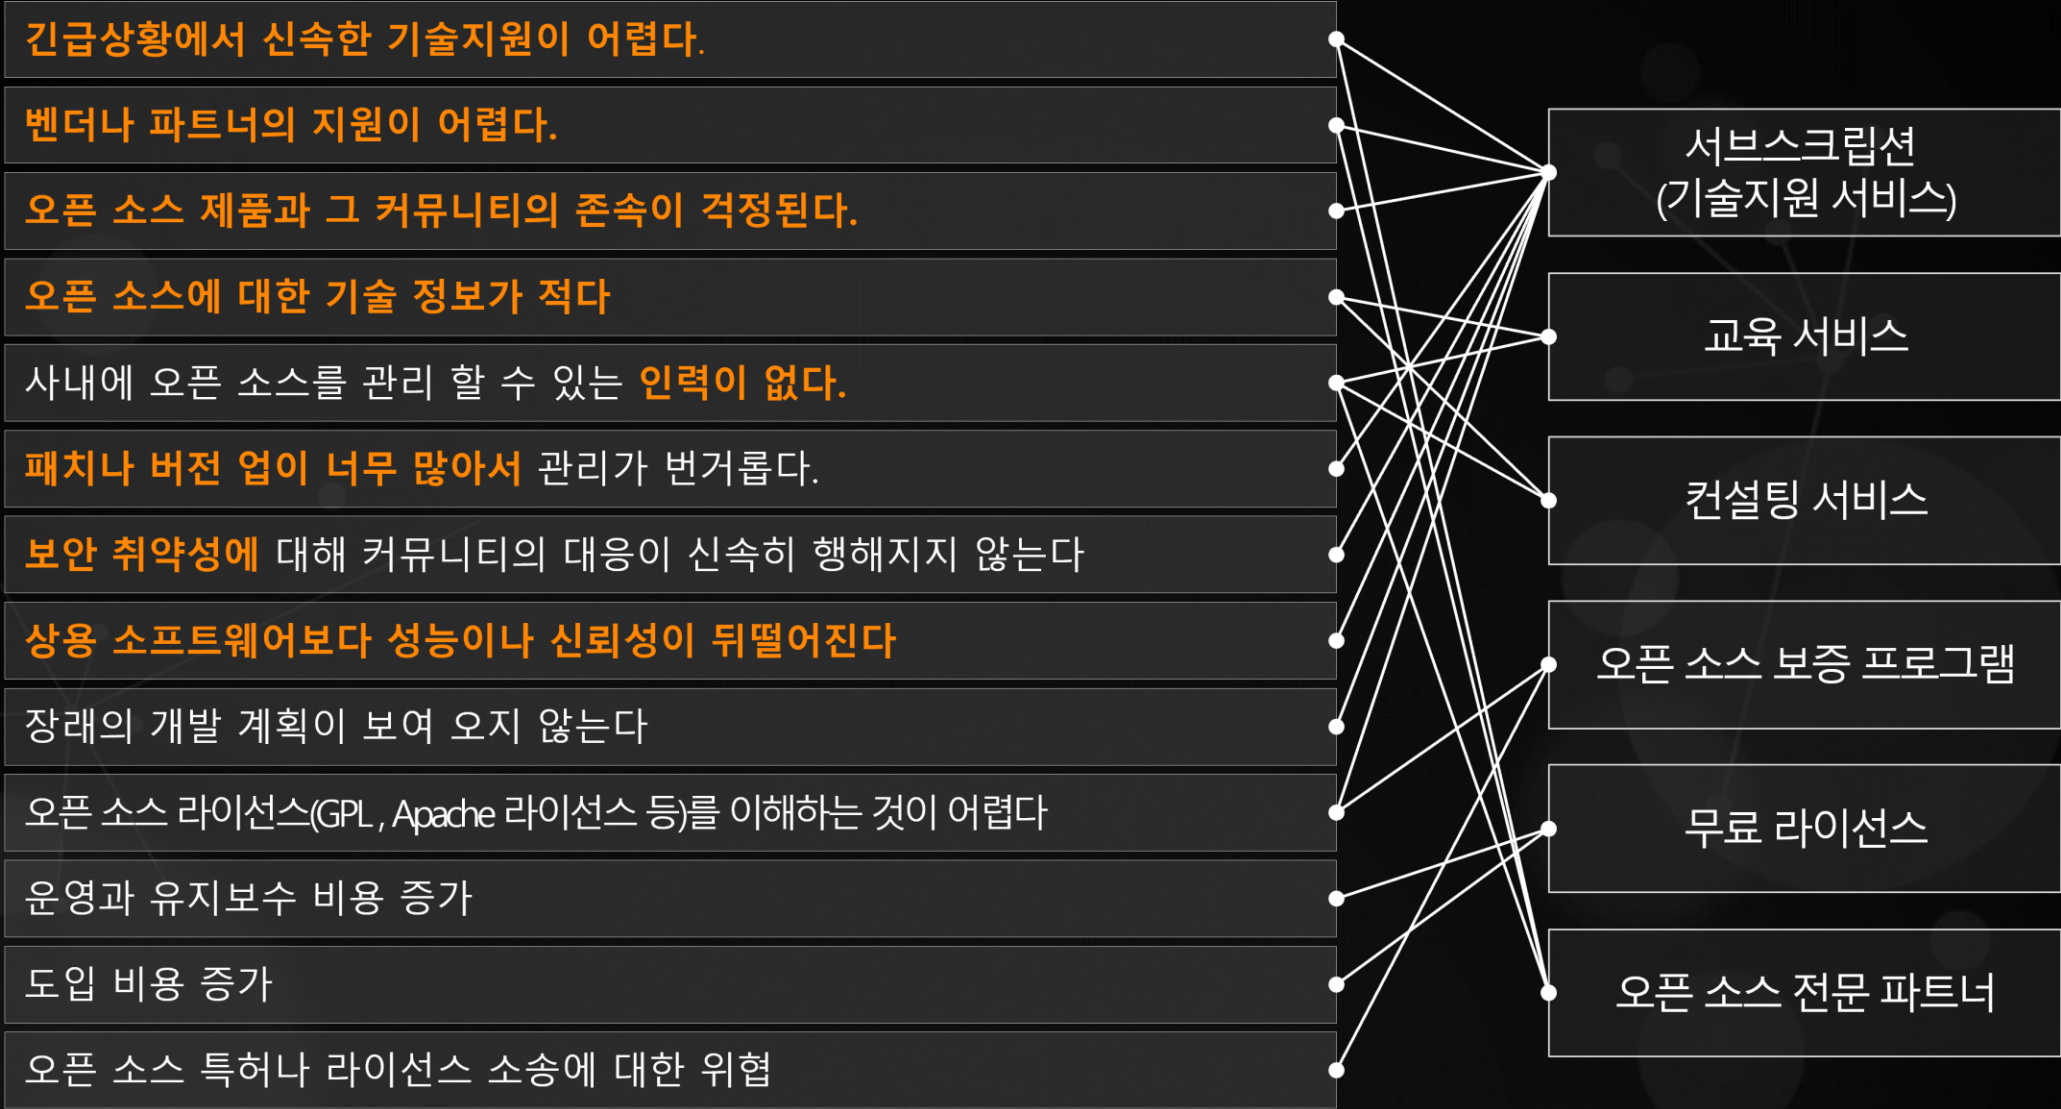 긴급상황에서 신속한 기술지원이 어렵다.
벤더나 파트너의 지원이 어렵다.
오픈 소스 제품과 그 커뮤니티의 존속이 걱정된다.
오픈 소스에 대한 기술 정보가 적다
사내에 오픈 소스를 관리 할 수 있는 인력이 없다.
패치나 버전 업이 너무 많아서 관리가 번거롭다.
보안 취약성에 대해 커뮤니티의 대응이 신속히 행해지지 않는다
상용 소프트웨어보다 성능이나 신뢰성이 뒤떨어진다
장래의 개발 계획이 보여 오지 않는다
오픈 소스 라이선스(GPL, Apache 라이선스 등)를 이해하는 것이 어렵다
운영과 유지보수 비용 증가
도입 비용 증가
오픈 소스 특허나 라이선스 소송에 대한 위협
서브스크립션
(기술지원 서비스)
교육 서비스
컨설팅 서비스
오픈 소스 보증 프로그램
무료 라이선스
오픈 소스 전문 파트너